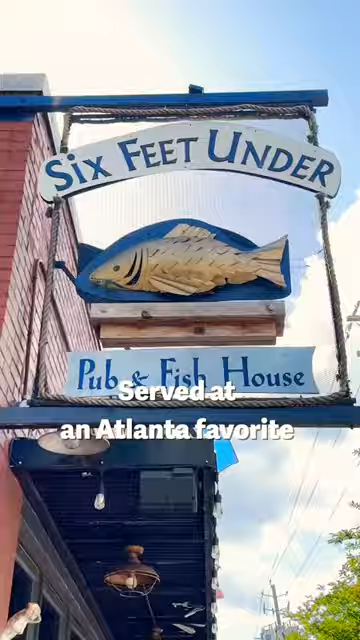 Six Feet Under
Pub & Fish House
Served at
an Atlanta favorite